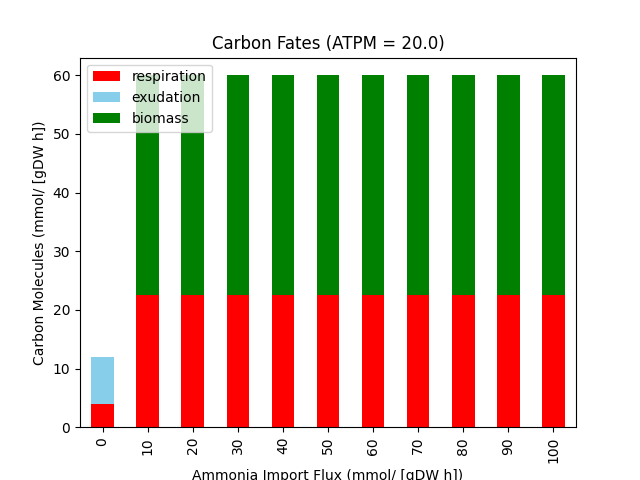 Carbon Fates (ATPM = 20.0)
respiration
exudation
biomass
Carbon Molecules (mmol/ [gDW h])
60
50
40
30
20
10
0
0 10 20 30 40 50 60 70 80 90 100
Ammonia Import Flux (mmol/ [gDW h])